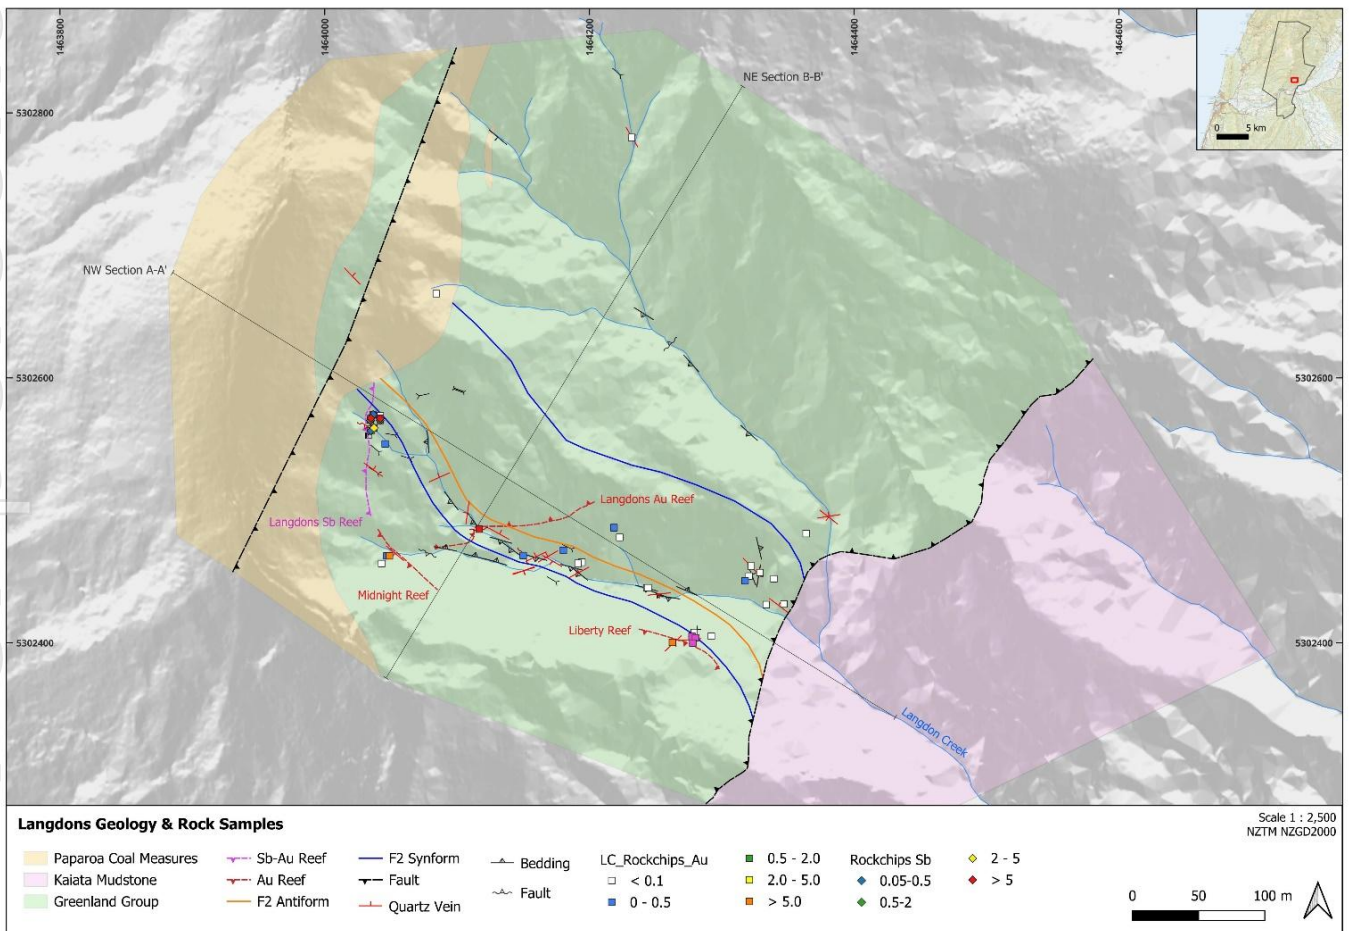 1463800
1464000
1464200
1464400
1464600
5302800
5302600
5302600
5302400
5302400
NE Section B-B'
NW Section A-A'
0 5 km
Langdons Au Reef
Langdons Sb Reef
Midnight Reef
Liberty Reef
Langdon Creek
Langdons Geology & Rock Samples
Scale 1 : 2,500
NZTM NZGD2000
Paparoa Coal Measures
Kaiata Mudstone
Greenland Group
Sb-Au Reef
Au Reef
F2 Antiform
F2 Synform
Fault
Quartz Vein
Bedding
Fault
LC_Rockchips_Au
< 0.1
0 - 0.5
0.5 - 2.0
2.0 - 5.0
> 5.0
Rockchips Sb
0.05-0.5
0.5-2
2 - 5
> 5
0 50 100 m